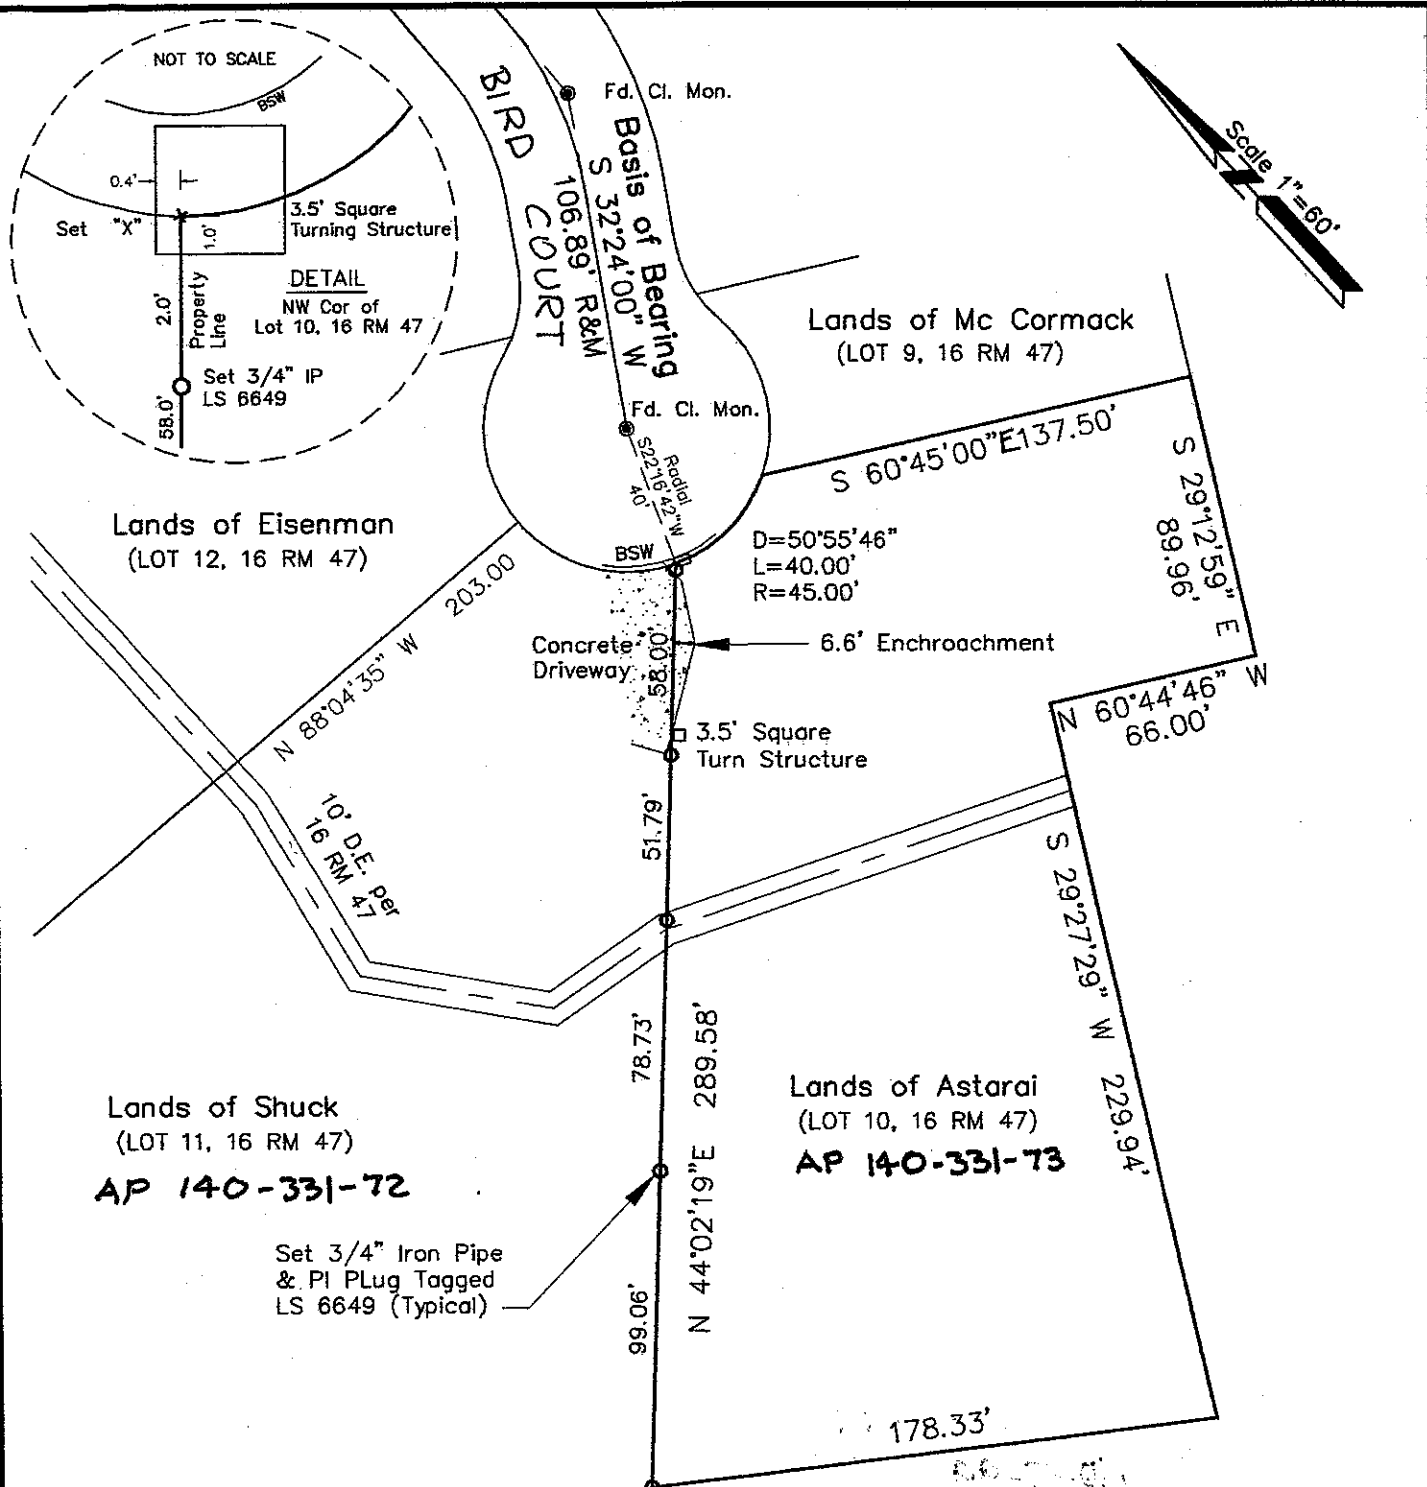 NOT TO SCALE
BSW
0.4'
Set "X"
1.0'
3.5' Square
Turning Structure
2.0'
Property
Line
DETAIL
NW Cor of
Lot 10, 16 RM 47
Set 3/4" IP
LS 6649
58.0'
BIRD COURT
Fd. Cl. Mon.
Basis of Bearing
S 32°24'00" W
106.89' R&M
Scale 1"=60'
Lands of Mc Cormack
(LOT 9, 16 RM 47)
Fd. Cl. Mon.
Radial
S22°16'42"W
40'
S 60°45'00"E137.50'
S 29°12'59" E
89.96'
Lands of Eisenman
(LOT 12, 16 RM 47)
BSW
D=50°55'46"
L=40.00'
R=45.00'
N 88°04'35" W 203.00
Concrete
Driveway
58.00'
6.6' Enchroachment
N 60°44'46" W
66.00'
3.5' Square
Turn Structure
51.79'
10' D.E. per
16 RM 47
S 29°27'29" W 229.94'
78.73'
N 44°02'19"E 289.58'
Lands of Shuck
(LOT 11, 16 RM 47)
AP 140-331-72
Lands of Astarai
(LOT 10, 16 RM 47)
AP 140-331-73
Set 3/4" Iron Pipe
& Pl PLug Tagged
LS 6649 (Typical)
99.06'
178.33'